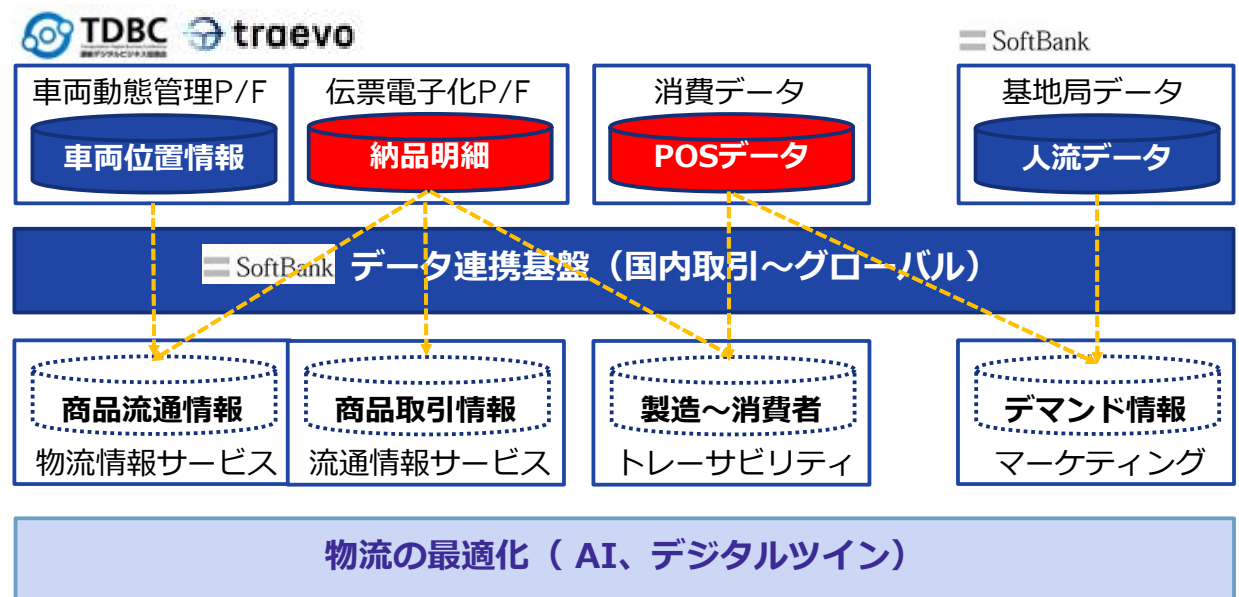 TDBC
traevo
SoftBank
車両動態管理P/F
車両位置情報
伝票電子化P/F
納品明細
消費データ
POSデータ
基地局データ
人流データ
SoftBank データ連携基盤（国内取引～グローバル）
商品流通情報
物流情報サービス
商品取引情報
流通情報サービス
製造～消費者
トレーサビリティ
デマンド情報
マーケティング
物流の最適化（ AI、デジタルツイン）